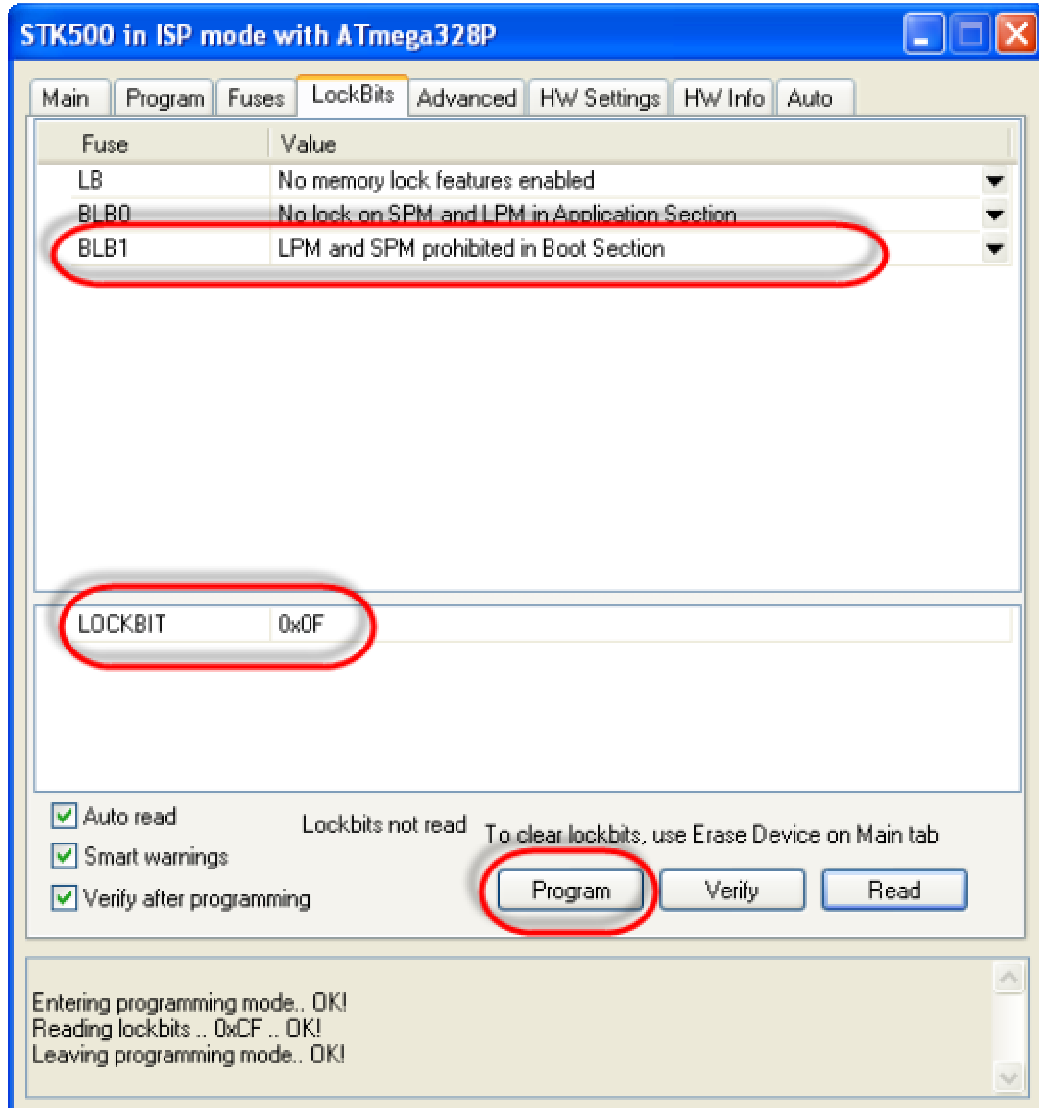 STK500 in ISP mode with ATmega328P
Main Program Fuses LockBits Advanced HW Settings HW Info Auto
Fuse Value
LB No memory lock features enabled
BLB0 No lock on SPM and LPM in Application Section
BLB1 LPM and SPM prohibited in Boot Section
LOCKBIT 0x0F
Auto read Lockbits not read To clear lockbits, use Erase Device on Main tab
Smart warnings
Verify after programming Program Verify Read
Entering programming mode.. OK!
Reading lockbits .. 0xCF .. OK!
Leaving programming mode.. OK!